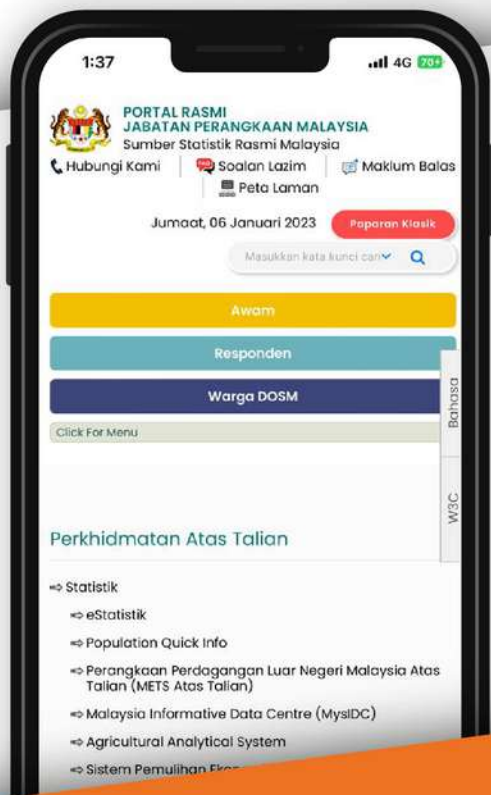 1:37
4G 70
PORTAL RASMI
JABATAN PERANGKAAN MALAYSIA
Sumber Statistik Rasmi Malaysia
Hubungi Kami
FAQ Soalan Lazim
Maklum Balas
Peta Laman
Jumaat, 06 Januari 2023
Paparan Klasik
Masukkan kata kunci cari
Awam
Responden
Warga DOSM
Click For Menu
Bahasa
W3C
Perkhidmatan Atas Talian
⇨ Statistik
⇨ eStatistik
⇨ Population Quick Info
⇨ Perangkaan Perdagangan Luar Negeri Malaysia Atas
Talian (METS Atas Talian)
⇨ Malaysia Informative Data Centre (MysIDC)
⇨ Agricultural Analytical System
⇨ Sistem Pemulihan